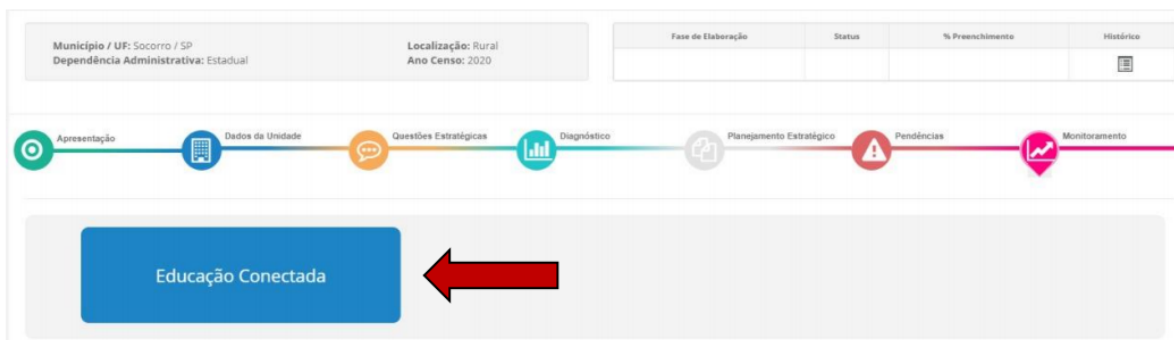 Município / UF: Socorro / SP
Dependência Administrativa: Estadual
Localização: Rural
Ano Censo: 2020
Fase de Elaboração Status % Preenchimento Histórico
Apresentação Dados da Unidade Questões Estratégicas Diagnóstico Planejamento Estratégico Pendências Monitoramento
Educação Conectada